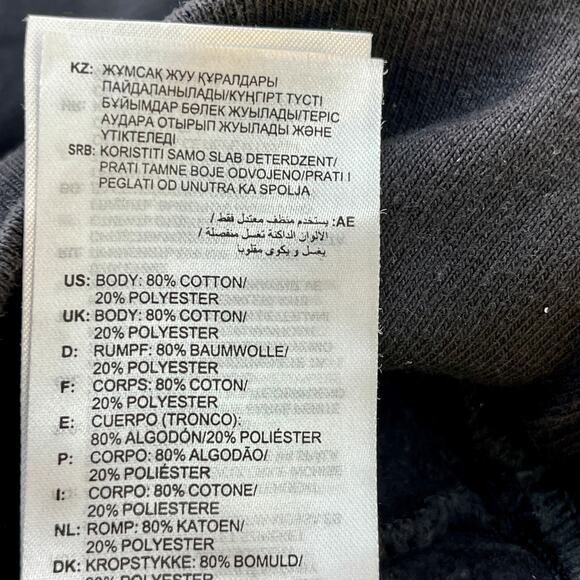 KZ: ЖҰМСАҚ ЖУУ ҚҰРАЛДАРЫ
ПАЙДАЛАНЫЛАДЫ/КҮҢГІРТ ТҮСТІ
БҰЙЫМДАР БӨЛЕК ЖУЫЛАДЫ/ТЕРІС
АУДАРА ОТЫРЫП ЖУЫЛАДЫ ЖӘНЕ
ҮТІКТЕЛЕДІ
SRB: KORISTITI SAMO SLAB DETERDZENT/
PRATI TAMNE BOJE ODVOJENO/PRATI I
PEGLATI OD UNUTRA KA SPOLJA
AE: يستخدم منظف معتدل فقط /
الالوان الداكنة تغسل منفصلة /
يغسل و يكوى مقلوبا
US: BODY: 80% COTTON/
20% POLYESTER
UK: BODY: 80% COTTON/
20% POLYESTER
D: RUMPF: 80% BAUMWOLLE/
20% POLYESTER
F: CORPS: 80% COTON/
20% POLYESTER
E: CUERPO (TRONCO):
80% ALGODÓN/20% POLIÉSTER
P: CORPO: 80% ALGODÃO/
20% POLIÉSTER
I: CORPO: 80% COTONE/
20% POLIESTERE
NL: ROMP: 80% KATOEN/
20% POLYESTER
DK: KROPSTYKKE: 80% BOMULD/
20% POLYESTER